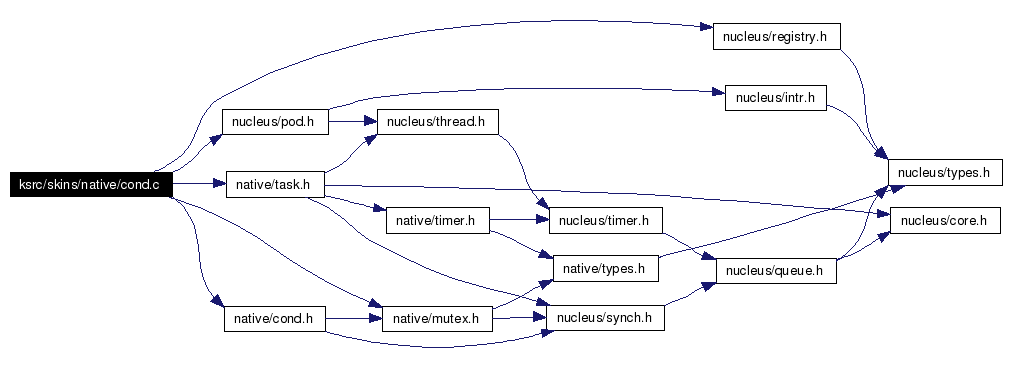 nucleus/registry.h
nucleus/intr.h
nucleus/pod.h
nucleus/thread.h
nucleus/types.h
ksrc/skins/native/cond.c
native/task.h
native/timer.h
nucleus/timer.h
nucleus/core.h
native/types.h
nucleus/queue.h
native/cond.h
native/mutex.h
nucleus/synch.h